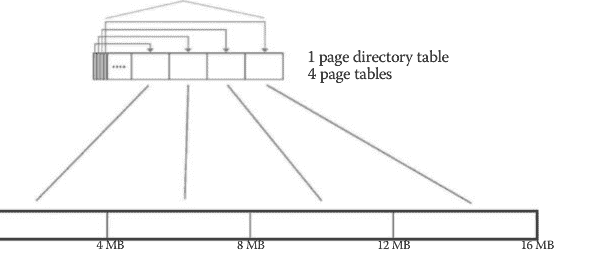 1 page directory table
4 page tables
....
4 MB
8 MB
12 MB
16 MB